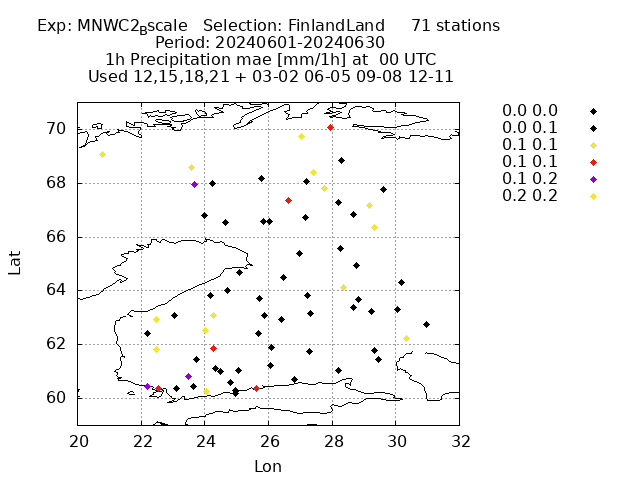 Exp: MNWC2Bscale   Selection: FinlandLand     71 stations
Period: 20240601-20240630
1h Precipitation mae [mm/1h] at  00 UTC
Used 12,15,18,21 + 03-02 06-05 09-08 12-11
0.0 0.0
0.0 0.1
0.1 0.1
0.1 0.1
0.1 0.2
0.2 0.2
70
68
66
64
62
60
Lat
20 22 24 26 28 30 32
Lon